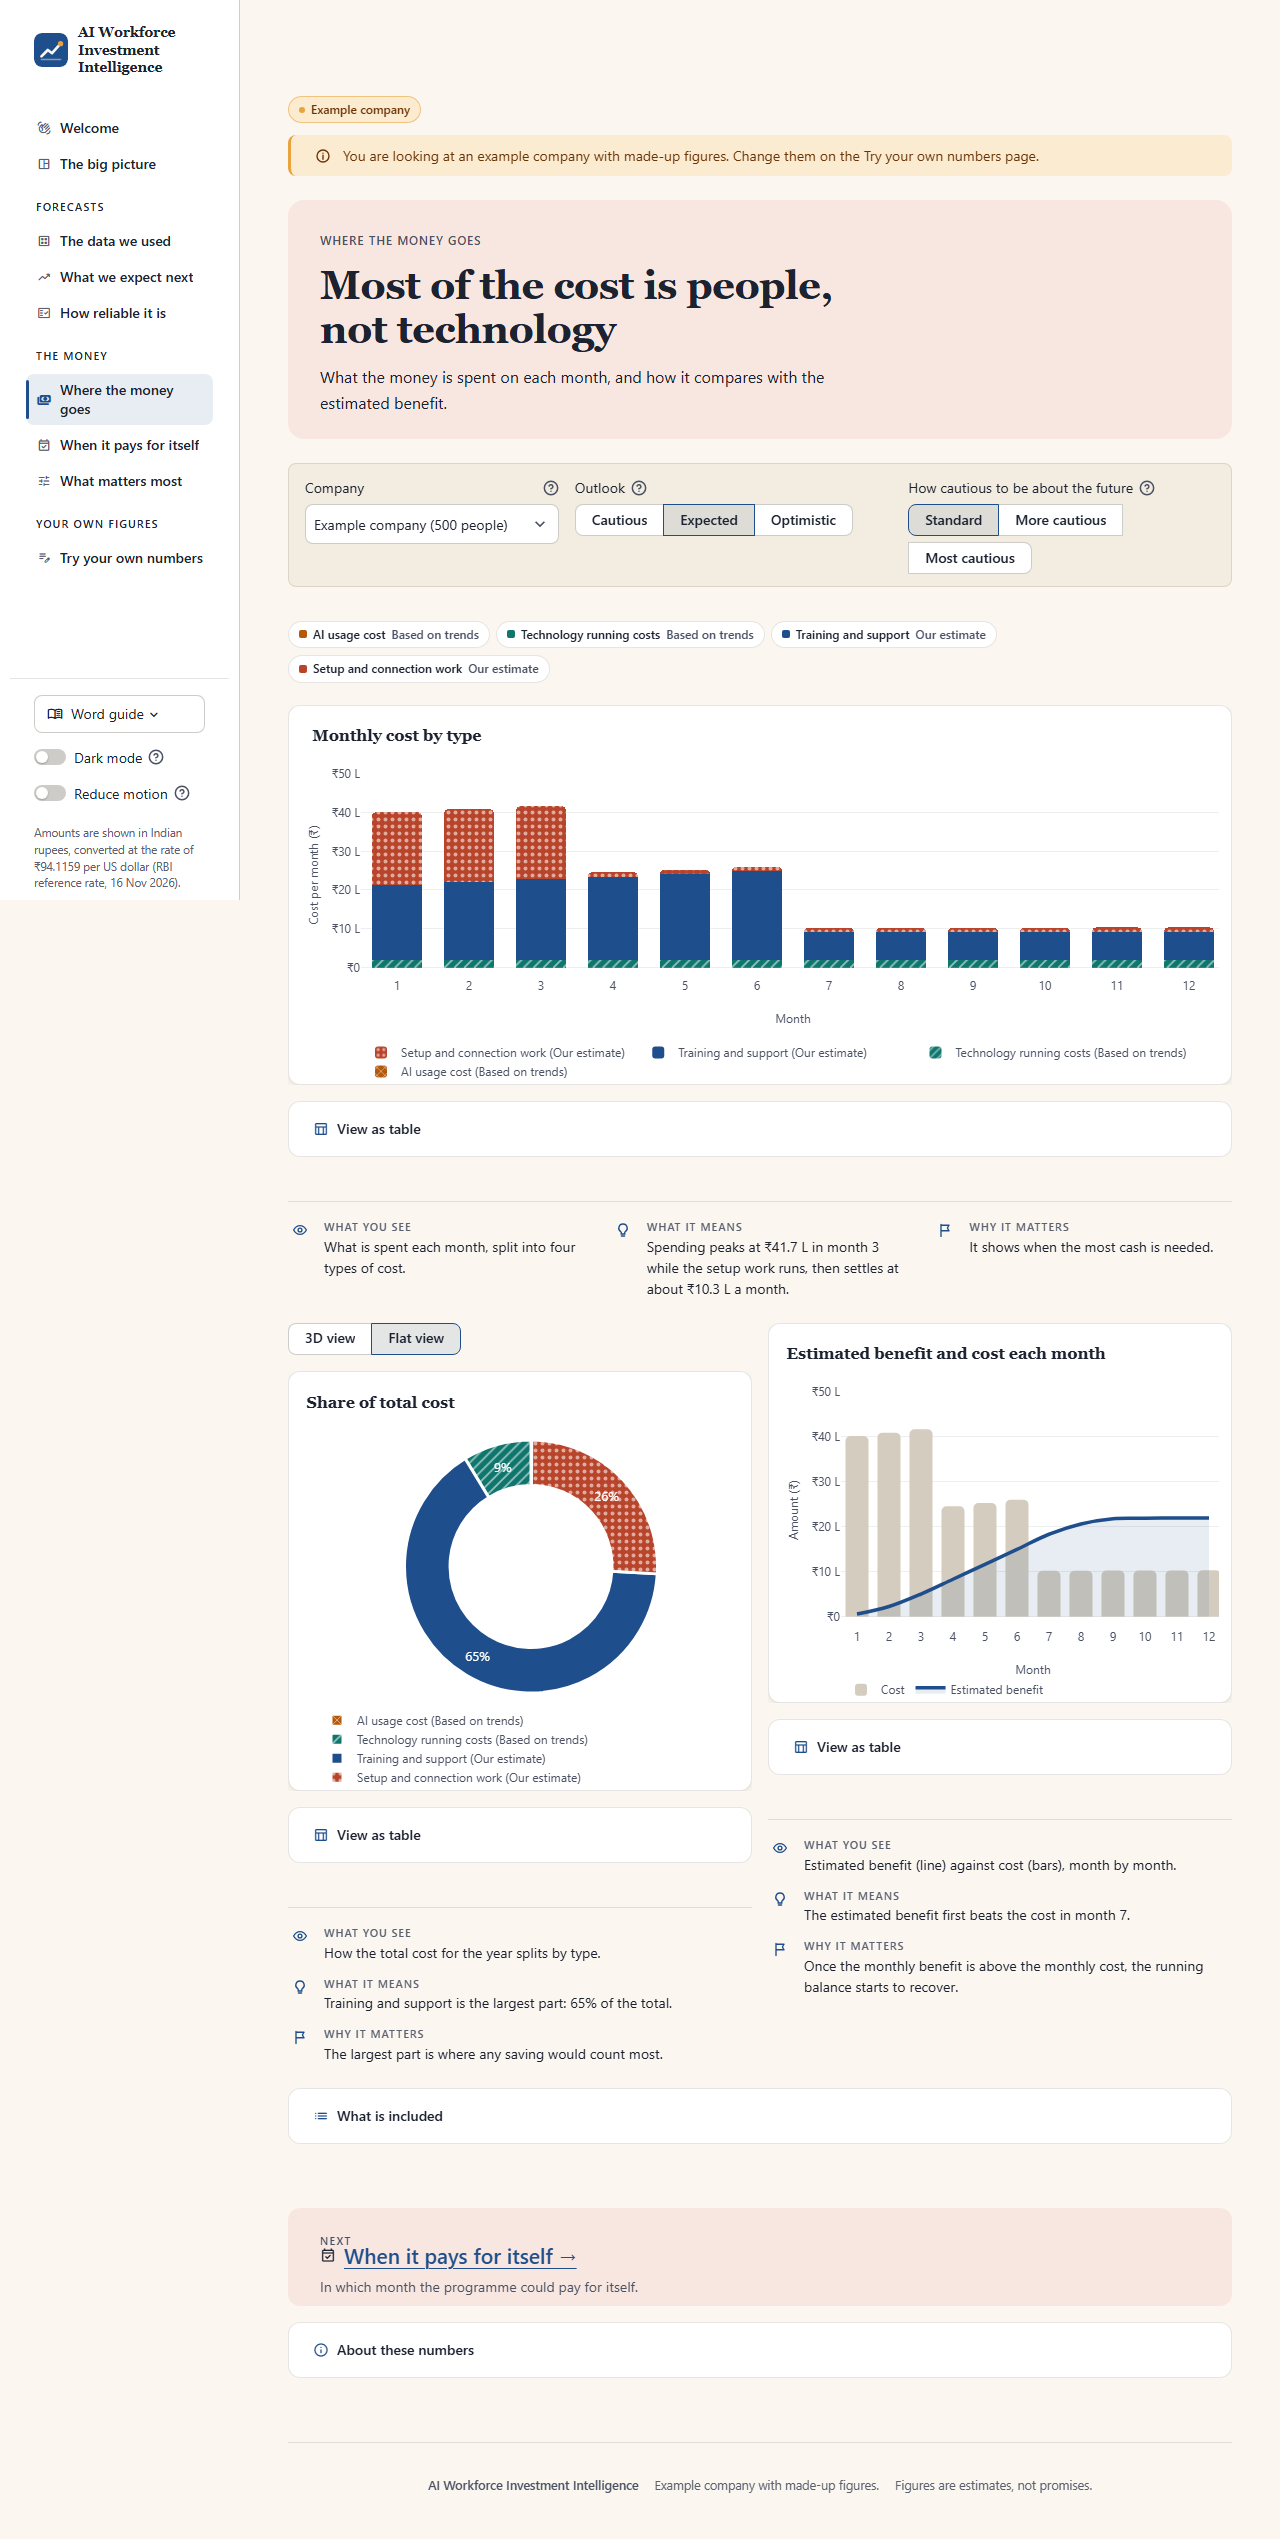 AI Workforce
Investment
Intelligence
Welcome
The big picture
FORECASTS
The data we used
What we expect next
How reliable it is
THE MONEY
Where the money
goes
When it pays for itself
What matters most
YOUR OWN FIGURES
Try your own numbers
Word guide
Dark mode
Reduce motion
Amounts are shown in Indian
rupees, converted at the rate of
₹94.1159 per US dollar (RBI
reference rate, 16 Nov 2026).
Example company
You are looking at an example company with made-up figures. Change them on the Try your own numbers page.
WHERE THE MONEY GOES
Most of the cost is people,
not technology
What the money is spent on each month, and how it compares with the
estimated benefit.
Company
Example company (500 people)
Outlook
Cautious Expected Optimistic
How cautious to be about the future
Standard More cautious
Most cautious
AI usage cost Based on trends
Technology running costs Based on trends
Training and support Our estimate
Setup and connection work Our estimate
Monthly cost by type
Cost per month (₹)
₹50 L
₹40 L
₹30 L
₹20 L
₹10 L
₹0
1 2 3 4 5 6 7 8 9 10 11 12
Month
Setup and connection work (Our estimate) Training and support (Our estimate) Technology running costs (Based on trends)
AI usage cost (Based on trends)
View as table
WHAT YOU SEE
What is spent each month, split into four
types of cost.
WHAT IT MEANS
Spending peaks at ₹41.7 L in month 3
while the setup work runs, then settles at
about ₹10.3 L a month.
WHY IT MATTERS
It shows when the most cash is needed.
3D view Flat view
Share of total cost
9%
26%
65%
AI usage cost (Based on trends)
Technology running costs (Based on trends)
Training and support (Our estimate)
Setup and connection work (Our estimate)
View as table
WHAT YOU SEE
How the total cost for the year splits by type.
WHAT IT MEANS
Training and support is the largest part: 65% of the total.
WHY IT MATTERS
The largest part is where any saving would count most.
Estimated benefit and cost each month
Amount (₹)
₹50 L
₹40 L
₹30 L
₹20 L
₹10 L
₹0
1 2 3 4 5 6 7 8 9 10 11 12
Month
Cost Estimated benefit
View as table
WHAT YOU SEE
Estimated benefit (line) against cost (bars), month by month.
WHAT IT MEANS
The estimated benefit first beats the cost in month 7.
WHY IT MATTERS
Once the monthly benefit is above the monthly cost, the running
balance starts to recover.
What is included
NEXT
When it pays for itself →
In which month the programme could pay for itself.
About these numbers
AI Workforce Investment Intelligence Example company with made-up figures. Figures are estimates, not promises.